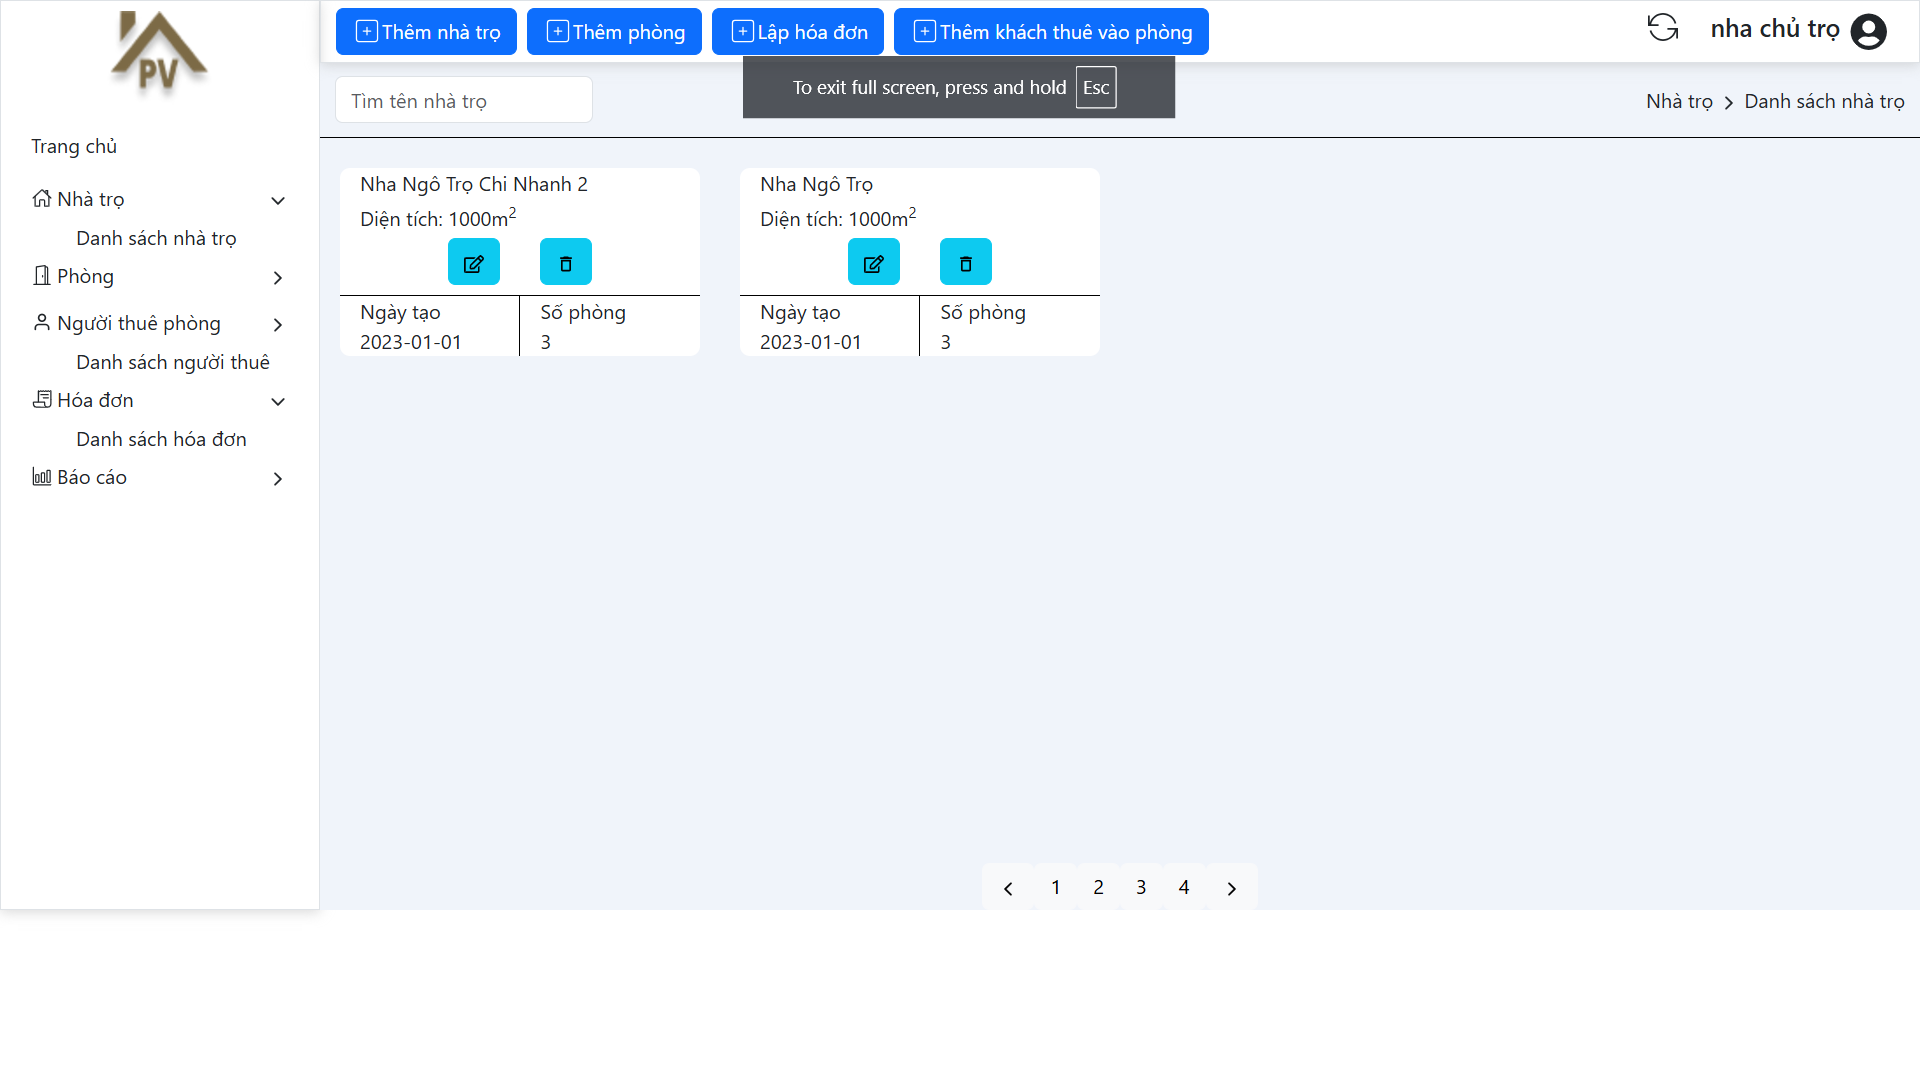 PV
Thêm nhà trọ Thêm phòng Lập hóa đơn Thêm khách thuê vào phòng nha chủ trọ
To exit full screen, press and hold Esc
Tìm tên nhà trọ Nhà trọ > Danh sách nhà trọ
Trang chủ
Nhà trọ
Danh sách nhà trọ
Phòng
Người thuê phòng
Danh sách người thuê
Hóa đơn
Danh sách hóa đơn
Báo cáo
Nha Ngô Trọ Chi Nhanh 2
Diện tích: 1000m²
Ngày tạo Số phòng
2023-01-01 3
Nha Ngô Trọ
Diện tích: 1000m²
Ngày tạo Số phòng
2023-01-01 3
1 2 3 4